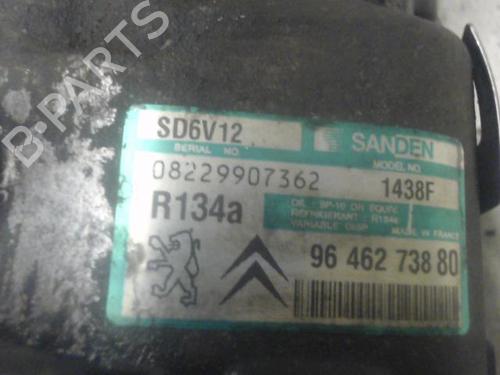 B-PARTS
SD6V12
SANDEN
SERIAL NO.
MODEL NO.
08229907362
1438F
R134a
OIL : SP-10 OR EQUIV.
REFRIGERANT : R134a
VARIABLE DISP. MADE IN FRANCE
96 462 738 80